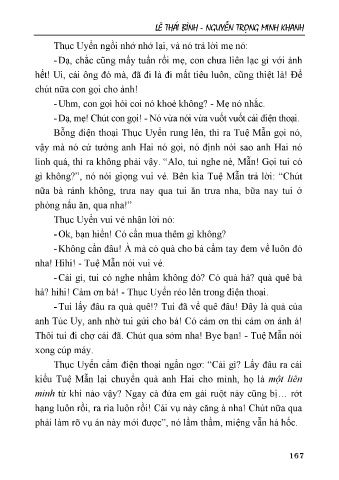 LÊ THÁI BÌNH - NGUYỄN TRỌNG MINH KHANH
Thục Uyển ngồi nhớ nhớ lại, và nó trả lời mẹ nó:
- Dạ, chắc cũng mấy tuần rồi mẹ, con chưa liên lạc gì với ảnh
hết! Ui, cái ông đó mà, đã đi là đi mất tiêu luôn, cũng thiệt là! Để
chút nữa con gọi cho ảnh!
- Uhm, con gọi hỏi coi nó khoẻ không? - Mẹ nó nhắc.
- Dạ, mẹ! Chút con gọi! - Nó vừa nói vừa vuốt vuốt cái điện thoại.
Bỗng điện thoại Thục Uyển rung lên, thì ra Tuệ Mẫn gọi nó,
vậy mà nó cứ tưởng anh Hai nó gọi, nó định nói sao anh Hai nó
linh quá, thì ra không phải vậy. “Alo, tui nghe nè, Mẫn! Gọi tui có
gì không?”, nó nói giọng vui vẻ. Bên kia Tuệ Mẫn trả lời: “Chút
nữa bà rảnh không, trưa nay qua tui ăn trưa nha, bữa nay tui ở
phòng nấu ăn, qua nha!”
Thục Uyển vui vẻ nhận lời nó:
- Ok, bạn hiền! Có cần mua thêm gì không?
- Không cần đâu! À mà có quà cho bà cầm tay đem về luôn đó
nha! Hihi! - Tuệ Mẫn nói vui vẻ.
- Cái gì, tui có nghe nhầm không đó? Có quà hả? quà quê bà
hả? hihi! Cảm ơn bà! - Thục Uyển réo lên trong điện thoại.
- Tui lấy đâu ra quà quê!? Tui đã về quê đâu! Đây là quà của
anh Túc Uy, anh nhờ tui gửi cho bà! Có cảm ơn thì cảm ơn ảnh á!
Thôi tui đi chợ cái đã. Chút qua sớm nha! Bye bạn! - Tuệ Mẫn nói
xong cúp máy.
Thục Uyển cầm điện thoại ngẩn ngơ: “Cái gì? Lấy đâu ra cái
kiểu Tuệ Mẫn lại chuyển quà anh Hai cho mình, họ là một liên
minh từ khi nào vậy? Ngay cả đứa em gái ruột này cũng bị… rớt
hạng luôn rồi, ra rìa luôn rồi! Cái vụ này căng à nha! Chút nữa qua
phải làm rõ vụ án này mới được”, nó lẩm thầm, miệng vẫn há hốc.
167